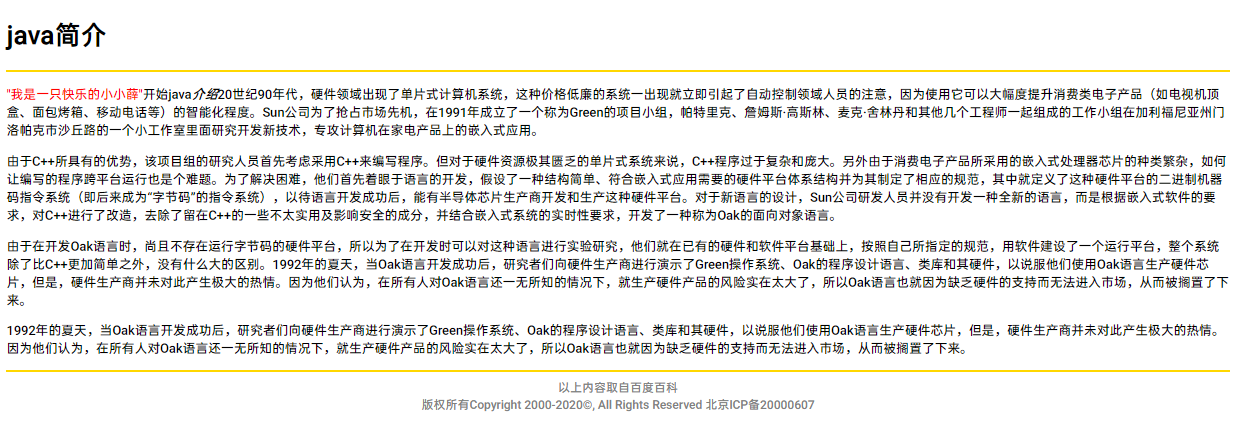 java简介
"我是一只快乐的小小薛"开始java介绍20世纪90年代，硬件领域出现了单片式计算机系统，这种价格低廉的系统一出现就立即引起了自动控制领域人员的注意，因为使用它可以大幅度提升消费类电子产品（如电视机顶
盒、面包烤箱、移动电话等）的智能化程度。Sun公司为了抢占市场先机，在1991年成立了一个称为Green的项目小组，帕特里克、詹姆斯·高斯林、麦克·舍林丹和其他几个工程师一起组成的工作小组在加利福尼亚州门
洛帕克市沙丘路的一个小工作室里面研究开发新技术，专攻计算机在家电产品上的嵌入式应用。
由于C++所具有的优势，该项目组的研究人员首先考虑采用C++来编写程序。但对于硬件资源极其匮乏的单片式系统来说，C++程序过于复杂和庞大。另外由于消费电子产品所采用的嵌入式处理器芯片的种类繁杂，如何
让编写的程序跨平台运行也是个难题。为了解决困难，他们首先着眼于语言的开发，假设了一种结构简单、符合嵌入式应用需要的硬件平台体系结构并为其制定了相应的规范，其中就定义了这种硬件平台的二进制机器
码指令系统（即后来成为“字节码”的指令系统），以待语言开发成功后，能有半导体芯片生产商开发和生产这种硬件平台。对于新语言的设计，Sun公司研发人员并没有开发一种全新的语言，而是根据嵌入式软件的要
求，对C++进行了改造，去除了留在C++的一些不太实用及影响安全的成分，并结合嵌入式系统的实时性要求，开发了一种称为Oak的面向对象语言。
由于在开发Oak语言时，尚且不存在运行字节码的硬件平台，所以为了在开发时可以对这种语言进行实验研究，他们就在已有的硬件和软件平台基础上，按照自己所指定的规范，用软件建设了一个运行平台，整个系统
除了比C++更加简单之外，没有什么大的区别。1992年的夏天，当Oak语言开发成功后，研究者们向硬件生产商进行演示了Green操作系统、Oak的程序设计语言、类库和其硬件，以说服他们使用Oak语言生产硬件芯
片，但是，硬件生产商并未对此产生极大的热情。因为他们认为，在所有人对Oak语言还一无所知的情况下，就生产硬件产品的风险实在太大了，所以Oak语言也就因为缺乏硬件的支持而无法进入市场，从而被搁置了下
来。
1992年的夏天，当Oak语言开发成功后，研究者们向硬件生产商进行演示了Green操作系统、Oak的程序设计语言、类库和其硬件，以说服他们使用Oak语言生产硬件芯片，但是，硬件生产商并未对此产生极大的热情。
因为他们认为，在所有人对Oak语言还一无所知的情况下，就生产硬件产品的风险实在太大了，所以Oak语言也就因为缺乏硬件的支持而无法进入市场，从而被搁置了下来。
以上内容取自百度百科
版权所有Copyright 2000-2020©, All Rights Reserved 北京ICP备20000607